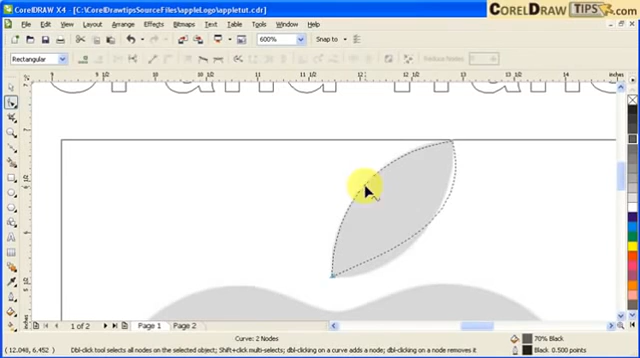 CorelDRAW X4 - [C:\CorelDrawtipsSourceFiles\appleLogo\appletut.cdr]
CORELDRAW TIPS.com
File Edit View Layout Arrange Effects Bitmaps Text Table Tools Window Help
600% Snap to
Rectangular Reduce Nodes
inches
1 of 2 Page 1 Page 2
Curve: 2 Nodes 70% Black
(12.048, 6.452) Dbl-click tool selects all nodes on the selected object; Shift+click multi-selects; dbl-clicking on a curve adds a node; dbl-clicking on a node removes it Black 0.500 points